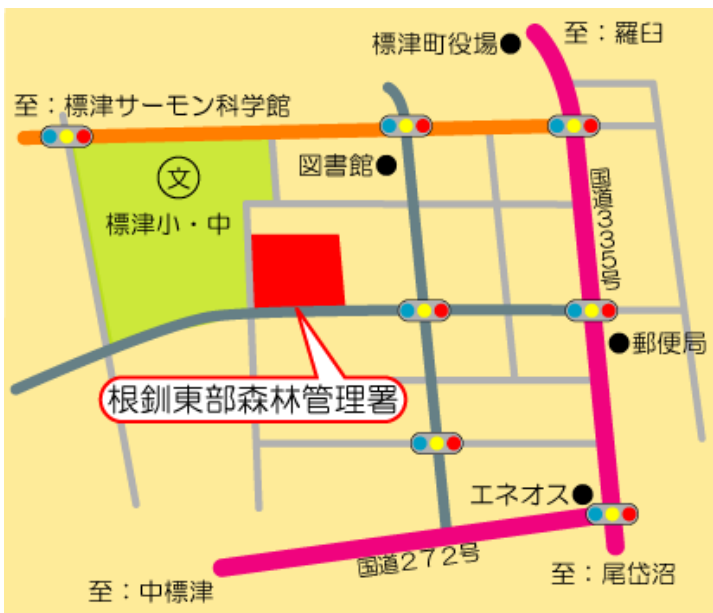 標津町役場
至：羅臼
至：標津サーモン科学館
図書館
文
標津小・中
国道335号
郵便局
根釧東部森林管理署
エネオス
国道272号
至：尾岱沼
至：中標津